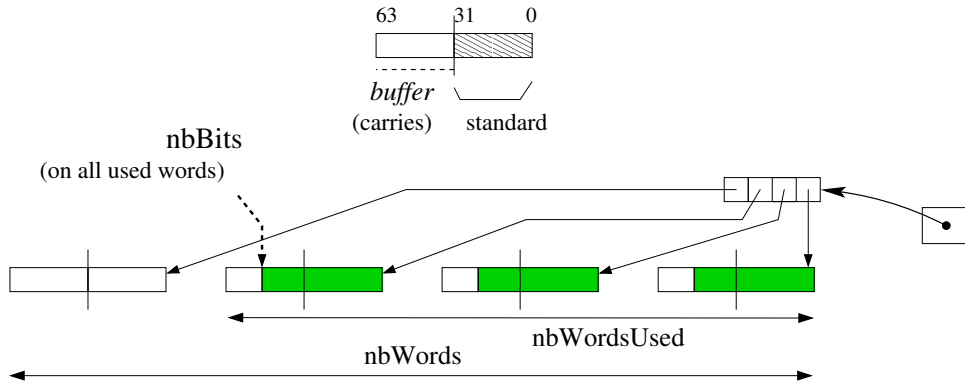 63 31 0
buffer
(carries) standard
nbBits
(on all used words)
nbWordsUsed
nbWords